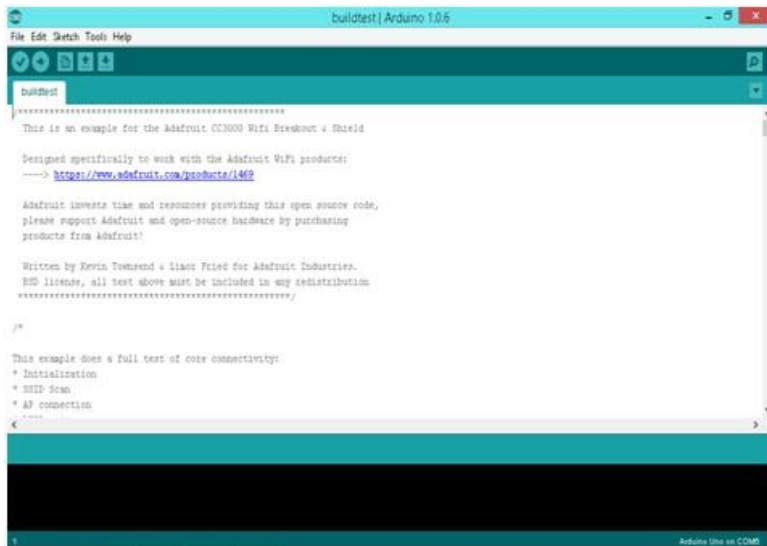 buildtest | Arduino 1.0.6
File Edit Sketch Tools Help
buildtest
/***************************************************
This is an example for the Adafruit CC3000 Wifi Breakout & Shield
Designed specifically to work with the Adafruit WiFi products:
----> https://www.adafruit.com/products/1469
Adafruit invests time and resources providing this open source code,
please support Adafruit and open-source hardware by purchasing
products from Adafruit!
Written by Kevin Townsend & Limor Fried for Adafruit Industries.
BSD license, all text above must be included in any redistribution
****************************************************/
/*
This example does a full test of core connectivity:
* Initialization
* SSID Scan
* AP connection
1
Arduino Uno on COM8